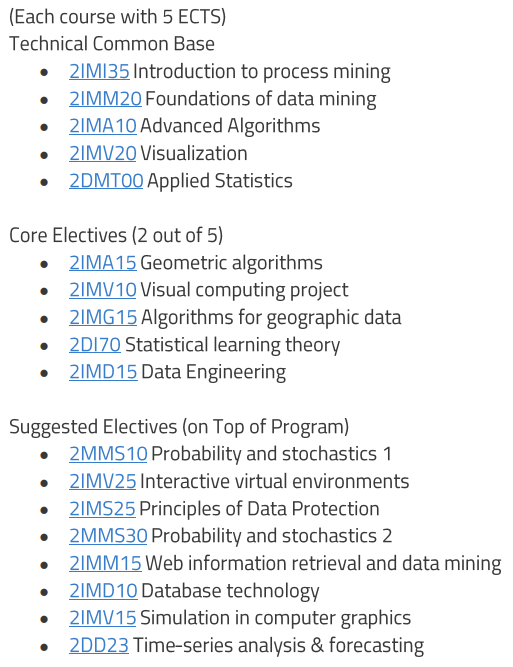 (Each course with 5 ECTS)
Technical Common Base
• 2IMI35 Introduction to process mining
• 2IMM20 Foundations of data mining
• 2IMA10 Advanced Algorithms
• 2IMV20 Visualization
• 2DMT00 Applied Statistics
Core Electives (2 out of 5)
• 2IMA15 Geometric algorithms
• 2IMV10 Visual computing project
• 2IMG15 Algorithms for geographic data
• 2DI70 Statistical learning theory
• 2IMD15 Data Engineering
Suggested Electives (on Top of Program)
• 2MMS10 Probability and stochastics 1
• 2IMV25 Interactive virtual environments
• 2IMS25 Principles of Data Protection
• 2MMS30 Probability and stochastics 2
• 2IMM15 Web information retrieval and data mining
• 2IMD10 Database technology
• 2IMV15 Simulation in computer graphics
• 2DD23 Time-series analysis & forecasting